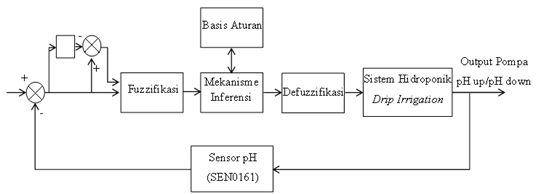 Basis Aturan
-
+
+
-
Fuzzifikasi
Mekanisme
Inferensi
Defuzzifikasi
Sistem Hidroponik
Drip Irrigation
Output Pompa
pH up/pH down
Sensor pH
(SEN0161)